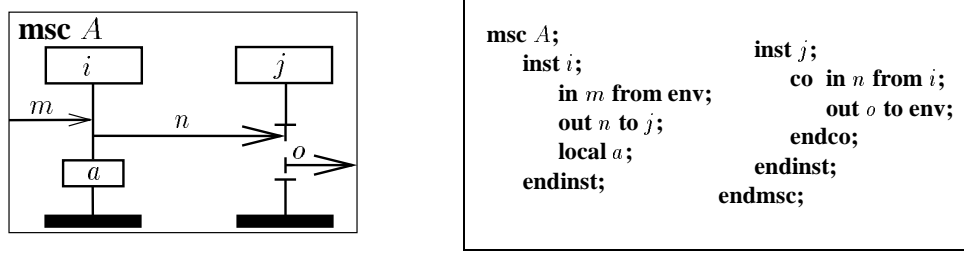 msc A
i
j
m
n
o
a
msc A;
inst i;
in m from env;
out n to j;
local a;
endinst;
inst j;
co in n from i;
out o to env;
endco;
endinst;
endmsc;